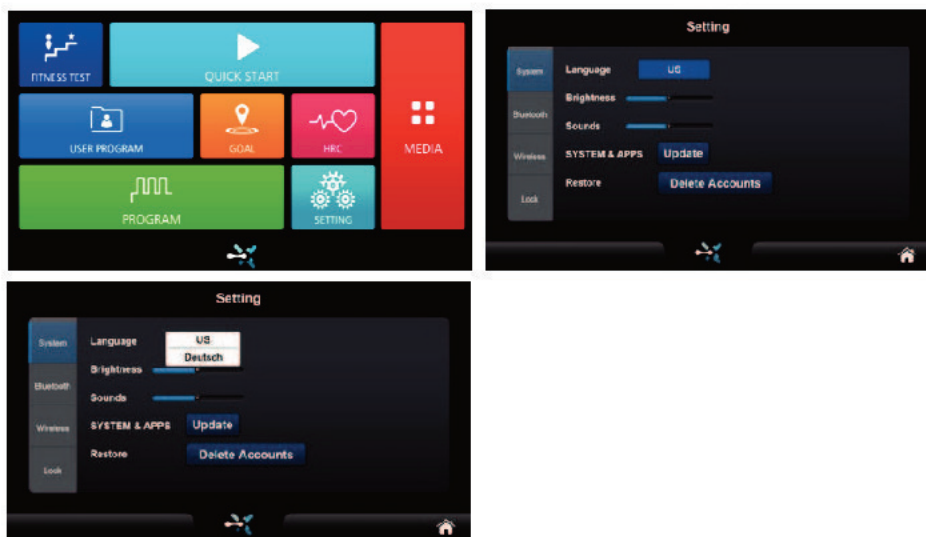 FITNESS TEST
QUICK START
USER PROGRAM
GOAL
HRC
MEDIA
PROGRAM
SETTING
Setting
System
Language US
Brightness
Bluetooth
Sounds
Wireless
SYSTEM & APPS Update
Restore Delete Accounts
Lock
Setting
System
Language US
Deutsch
Brightness
Bluetooth
Sounds
Wireless
SYSTEM & APPS Update
Restore Delete Accounts
Lock